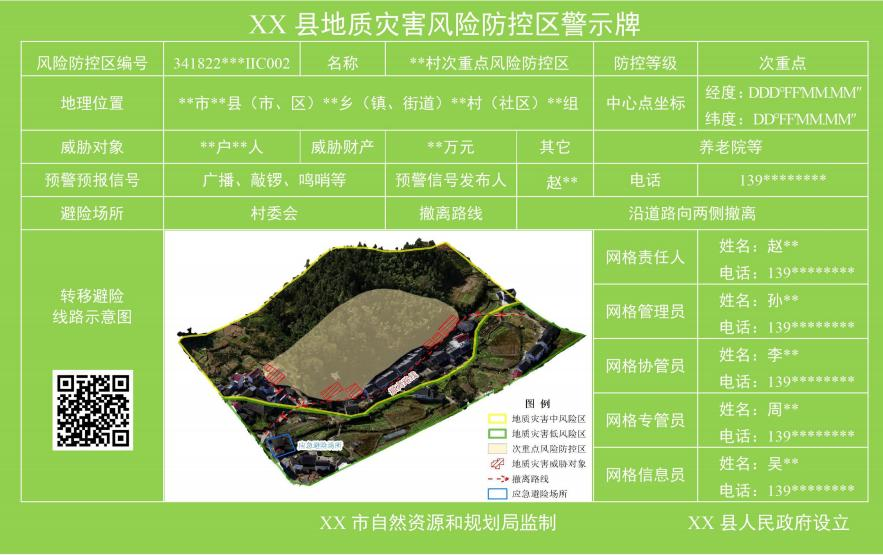 XX 县地质灾害风险防控区警示牌
风险防控区编号 341822***IIC002 名称 **村次重点风险防控区 防控等级 次重点
地理位置 **市**县（市、区）**乡（镇、街道）**村（社区）**组 中心点坐标 经度：DDD°FF'MM.MM″
纬度： DD°FF'MM.MM″
威胁对象 **户**人 威胁财产 **万元 其它 养老院等
预警预报信号 广播、敲锣、鸣哨等 预警信号发布人 赵** 电话 139********
避险场所 村委会 撤离路线 沿道路向两侧撤离
转移避险
线路示意图
撤离路线
应急避险场所
图 例
地质灾害中风险区
地质灾害低风险区
次重点风险防控区
地质灾害威胁对象
撤离路线
应急避险场所
网格责任人 姓名：赵**
电话：139********
网格管理员 姓名：孙**
电话：139********
网格协管员 姓名：李**
电话：139********
网格专管员 姓名：周**
电话：139********
网格信息员 姓名：吴**
电话：139********
XX 市自然资源和规划局监制 XX 县人民政府设立